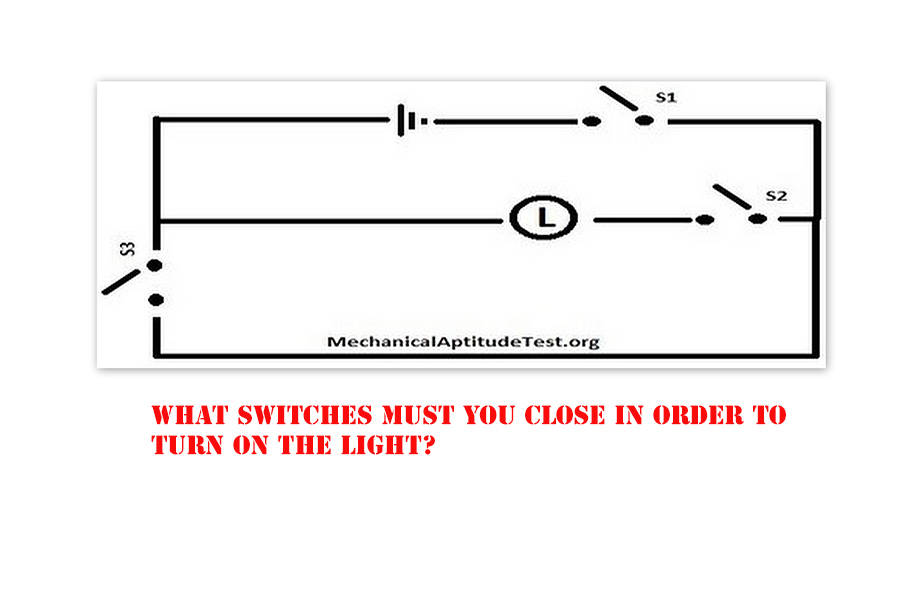 S1
S2
L
S3
MechanicalAptitudeTest.org
WHAT SWITCHES MUST YOU CLOSE IN ORDER TO
TURN ON THE LIGHT?